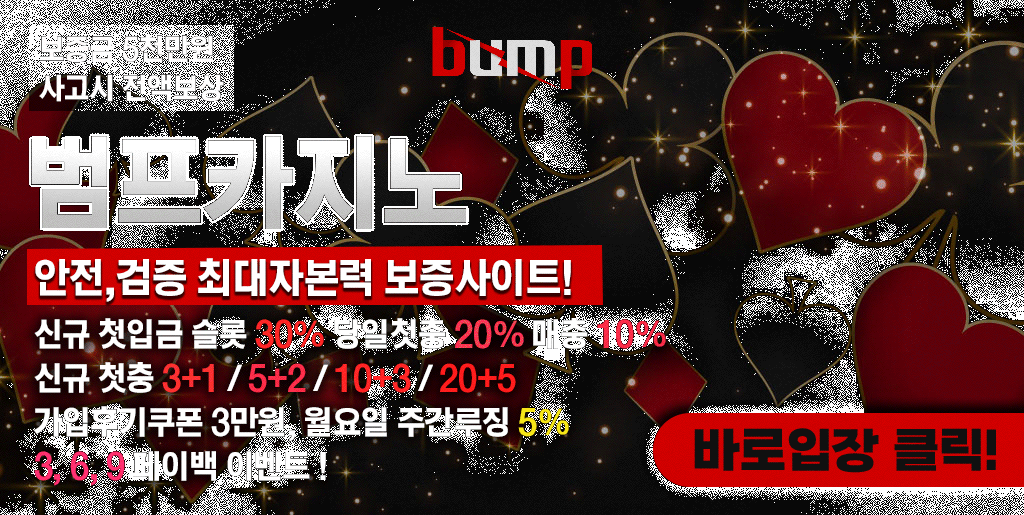 보증금 5천만원
사고시 전액보상
bump
범프카지노
안전,검증 최대자본력 보증사이트!
신규 첫입금 슬롯 30% 당일첫충 20% 매충 10%
신규 첫충 3+1 / 5+2 / 10+3 / 20+5
가입후기쿠폰 3만원, 월요일 주간루징 5%
3, 6, 9 페이백 이벤트 !
바로입장 클릭!